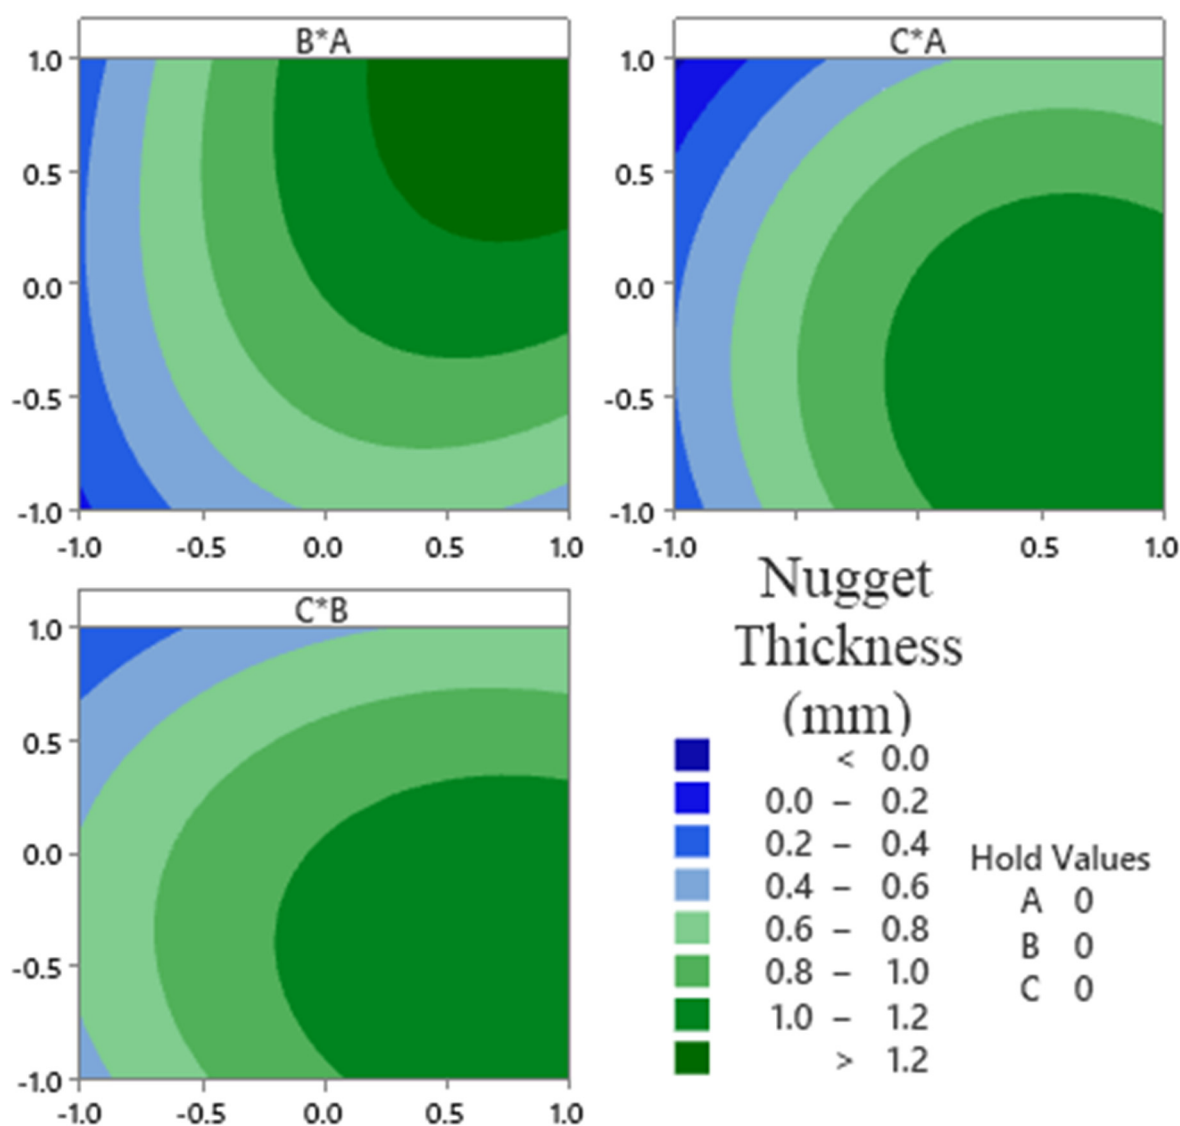 B*A
1.0
0.5
0.0
-0.5
-1.0
-1.0 -0.5 0.0 0.5 1.0
C*A
1.0
0.5
0.0
-0.5
-1.0
-1.0 0.5 1.0
C*B
1.0
0.5
0.0
-0.5
-1.0
-1.0 -0.5 0.0 0.5 1.0
Nugget
Thickness
(mm)
< 0.0
0.0 – 0.2
0.2 – 0.4
0.4 – 0.6
0.6 – 0.8
0.8 – 1.0
1.0 – 1.2
> 1.2
Hold Values
A 0
B 0
C 0